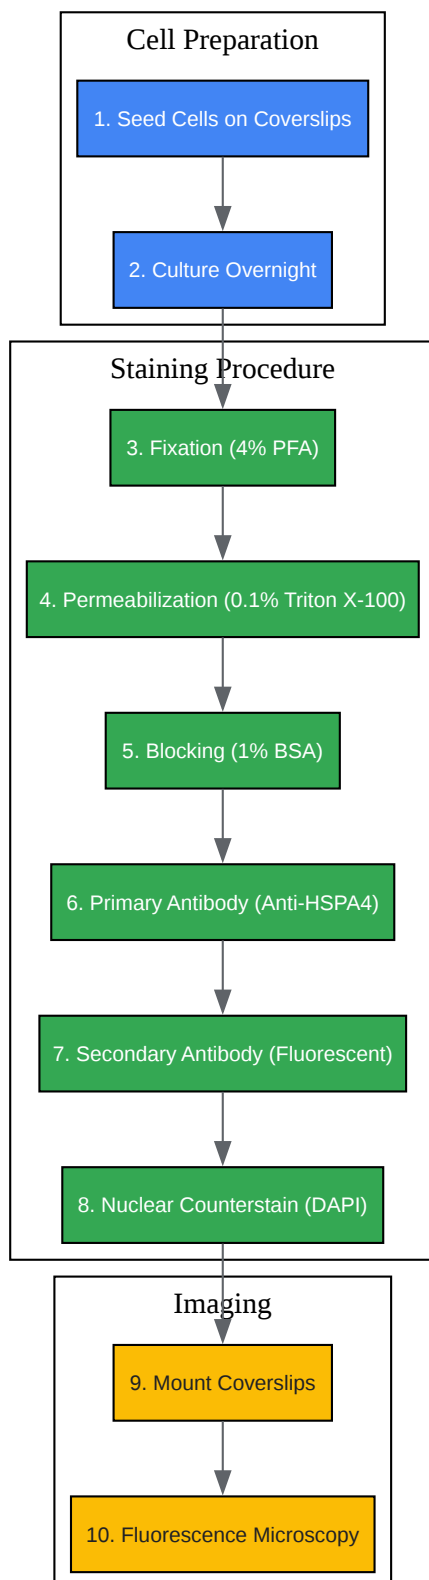 Cell Preparation
1. Seed Cells on Coverslips
2. Culture Overnight
Staining Procedure
3. Fixation (4% PFA)
4. Permeabilization (0.1% Triton X-100)
5. Blocking (1% BSA)
6. Primary Antibody (Anti-HSPA4)
7. Secondary Antibody (Fluorescent)
8. Nuclear Counterstain (DAPI)
Imaging
9. Mount Coverslips
10. Fluorescence Microscopy